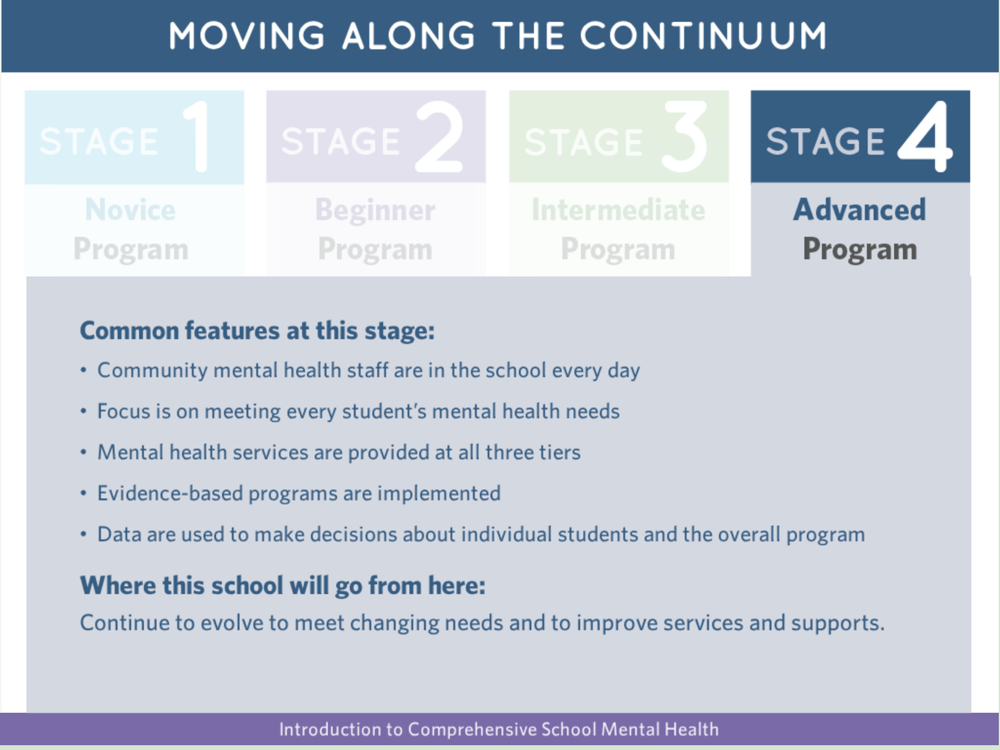 MOVING ALONG THE CONTINUUM
STAGE 1
Novice
Program
STAGE 2
Beginner
Program
STAGE 3
Intermediate
Program
STAGE 4
Advanced
Program
Common features at this stage:
• Community mental health staff are in the school every day
• Focus is on meeting every student’s mental health needs
• Mental health services are provided at all three tiers
• Evidence-based programs are implemented
• Data are used to make decisions about individual students and the overall program
Where this school will go from here:
Continue to evolve to meet changing needs and to improve services and supports.
Introduction to Comprehensive School Mental Health